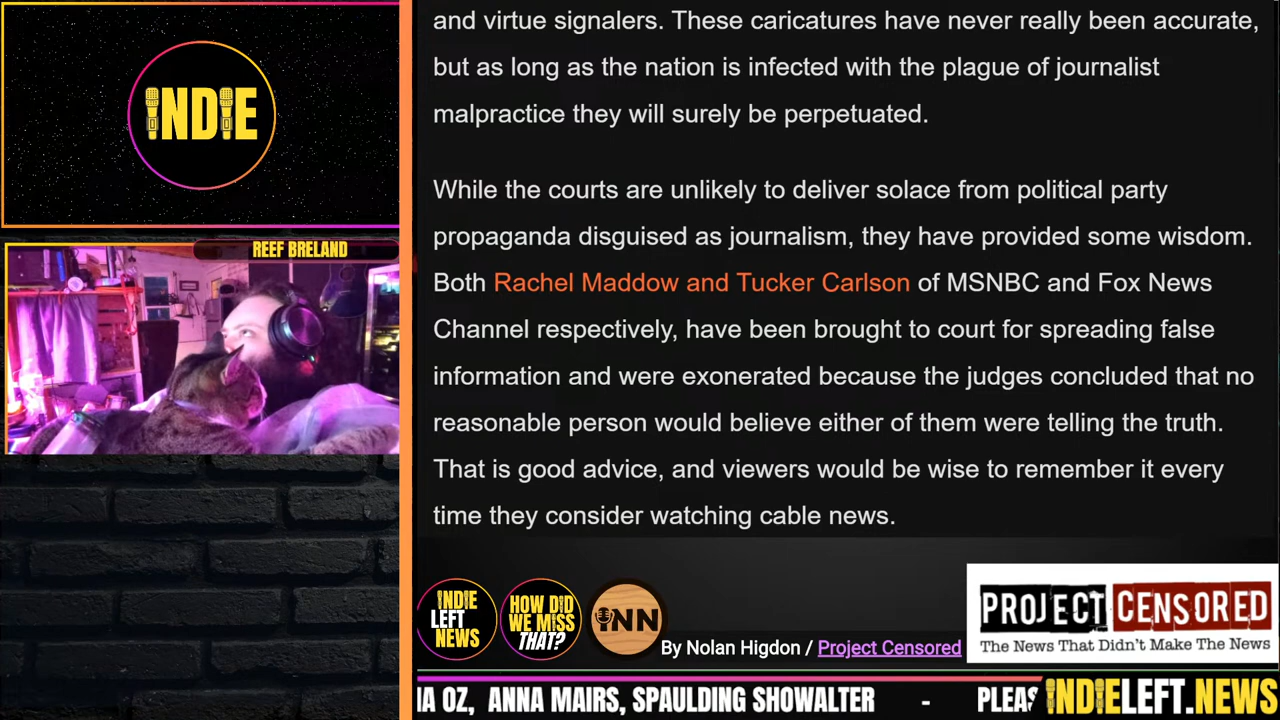 INDIE
REEF BRELAND
and virtue signalers. These caricatures have never really been accurate,
but as long as the nation is infected with the plague of journalist
malpractice they will surely be perpetuated.
While the courts are unlikely to deliver solace from political party
propaganda disguised as journalism, they have provided some wisdom.
Both Rachel Maddow and Tucker Carlson of MSNBC and Fox News
Channel respectively, have been brought to court for spreading false
information and were exonerated because the judges concluded that no
reasonable person would believe either of them were telling the truth.
That is good advice, and viewers would be wise to remember it every
time they consider watching cable news.
INDIE
LEFT
NEWS
HOW DID
WE MISS
THAT?
INN
By Nolan Higdon / Project Censored
PROJECT CENSORED
The News That Didn't Make The News
IA OZ, ANNA MAIRS, SPAULDING SHOWALTER - PLEAS
INDIELEFT.NEWS